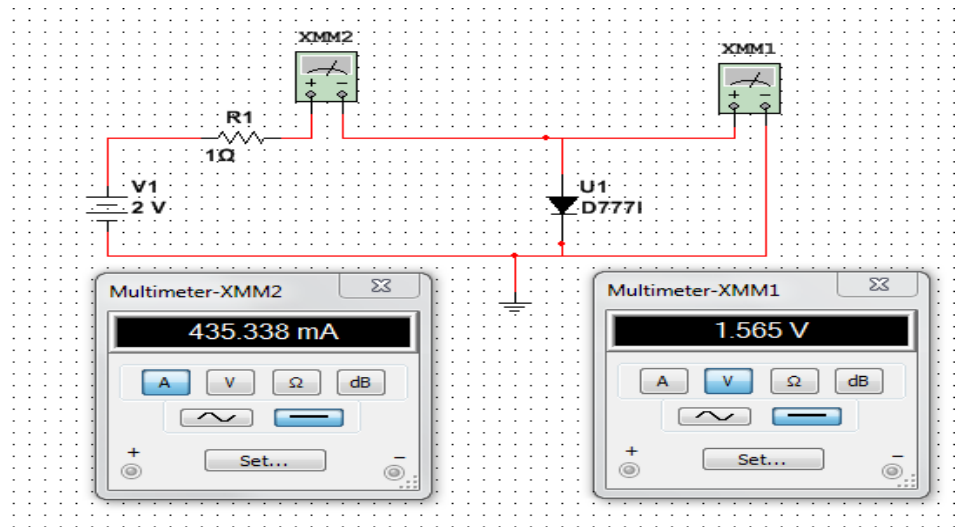 XMM2
XMM1
R1
1Ω
V1
2 V
U1
D777I
Multimeter-XMM2
435.338 mA
A V Ω dB
+ Set... –
Multimeter-XMM1
1.565 V
A V Ω dB
+ Set... –